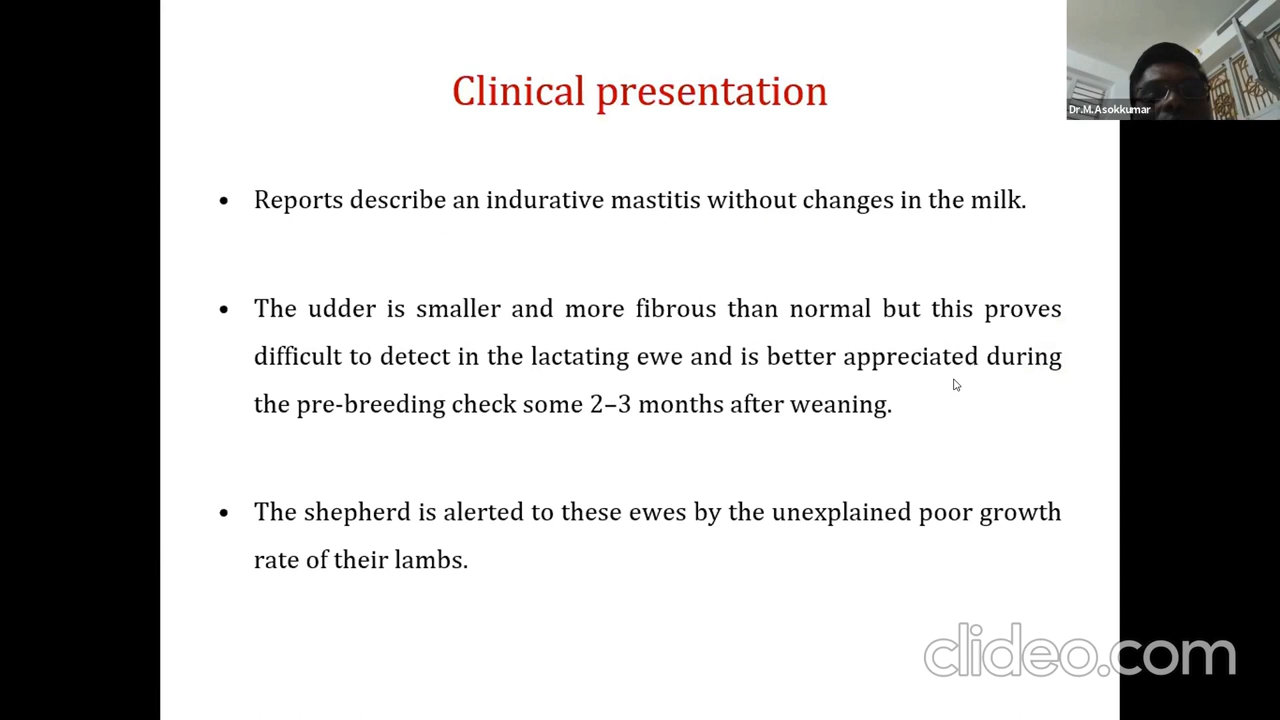 Clinical presentation
Dr.M.Asokkumar
• Reports describe an indurative mastitis without changes in the milk.
• The udder is smaller and more fibrous than normal but this proves
difficult to detect in the lactating ewe and is better appreciated during
the pre-breeding check some 2–3 months after weaning.
• The shepherd is alerted to these ewes by the unexplained poor growth
rate of their lambs.
clideo.com